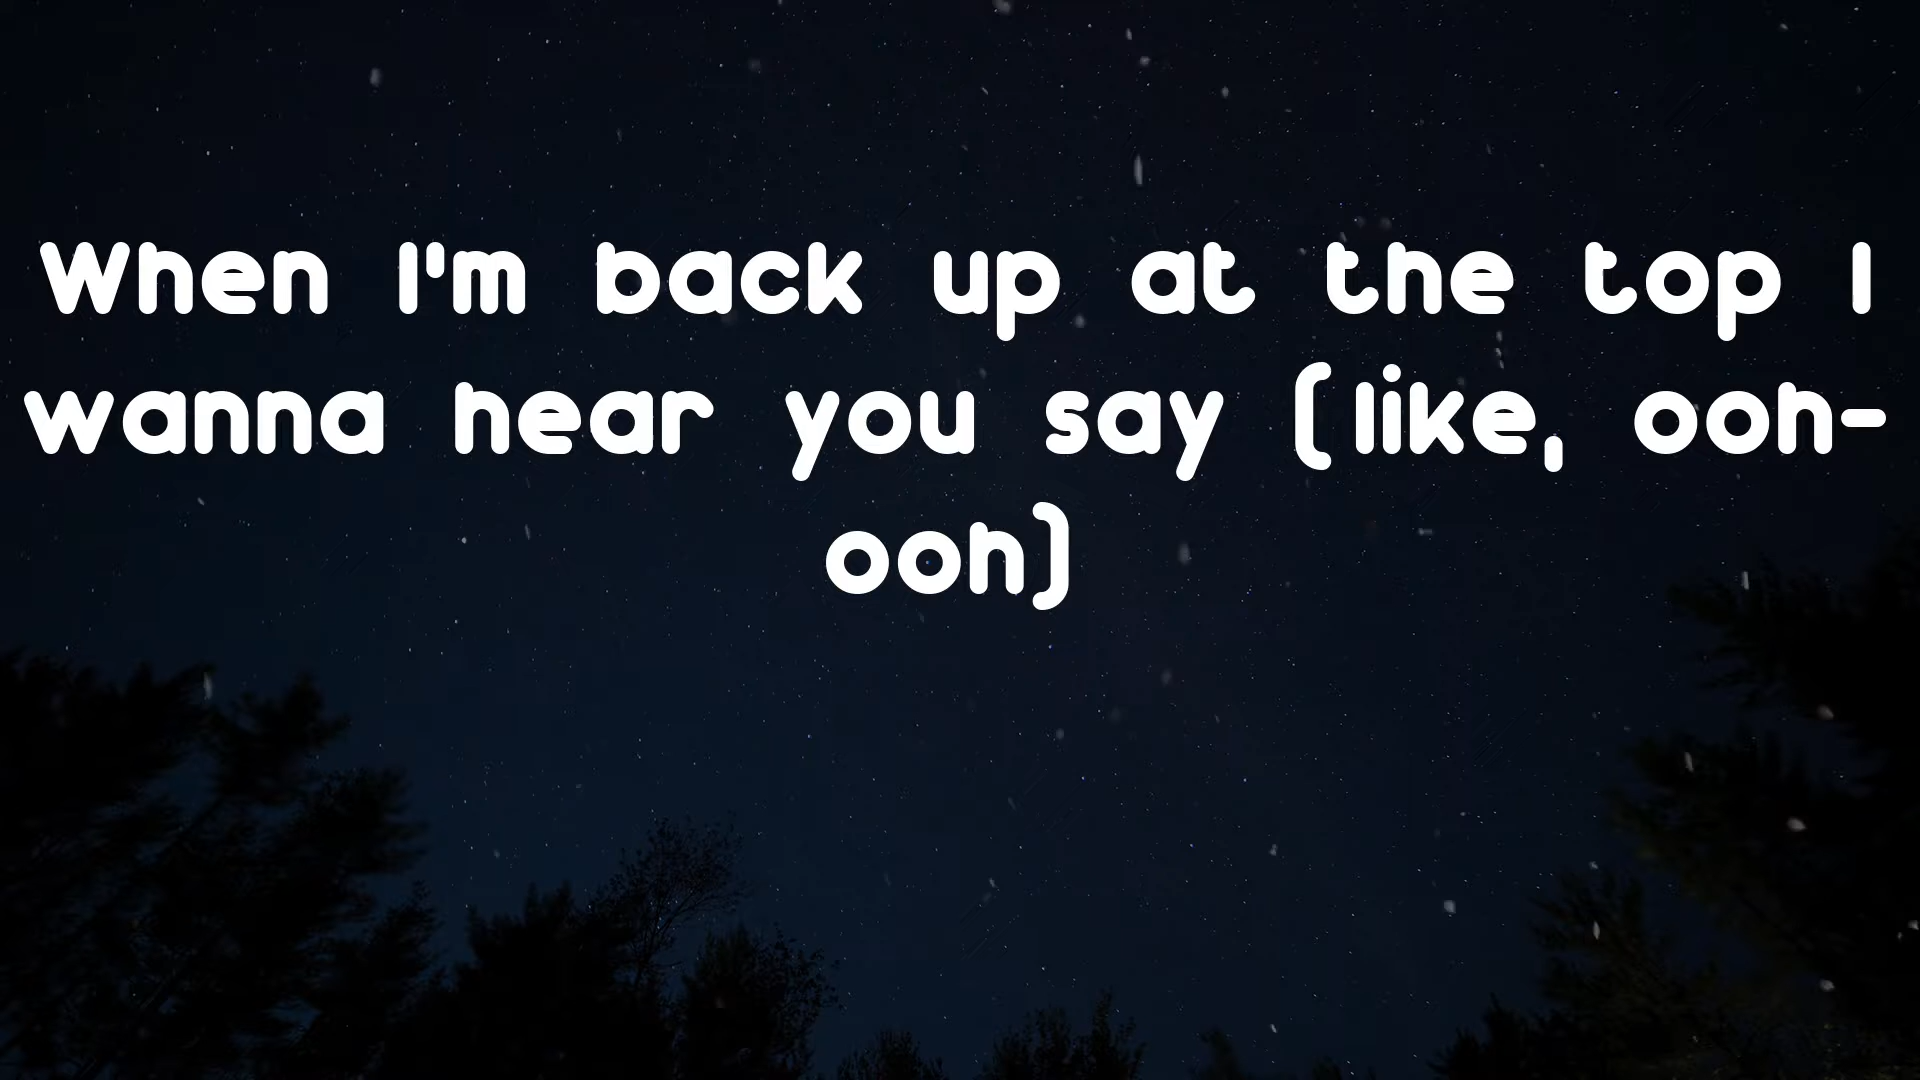 When I'm back up at the top I
wanna hear you say (like, ooh-
ooh)